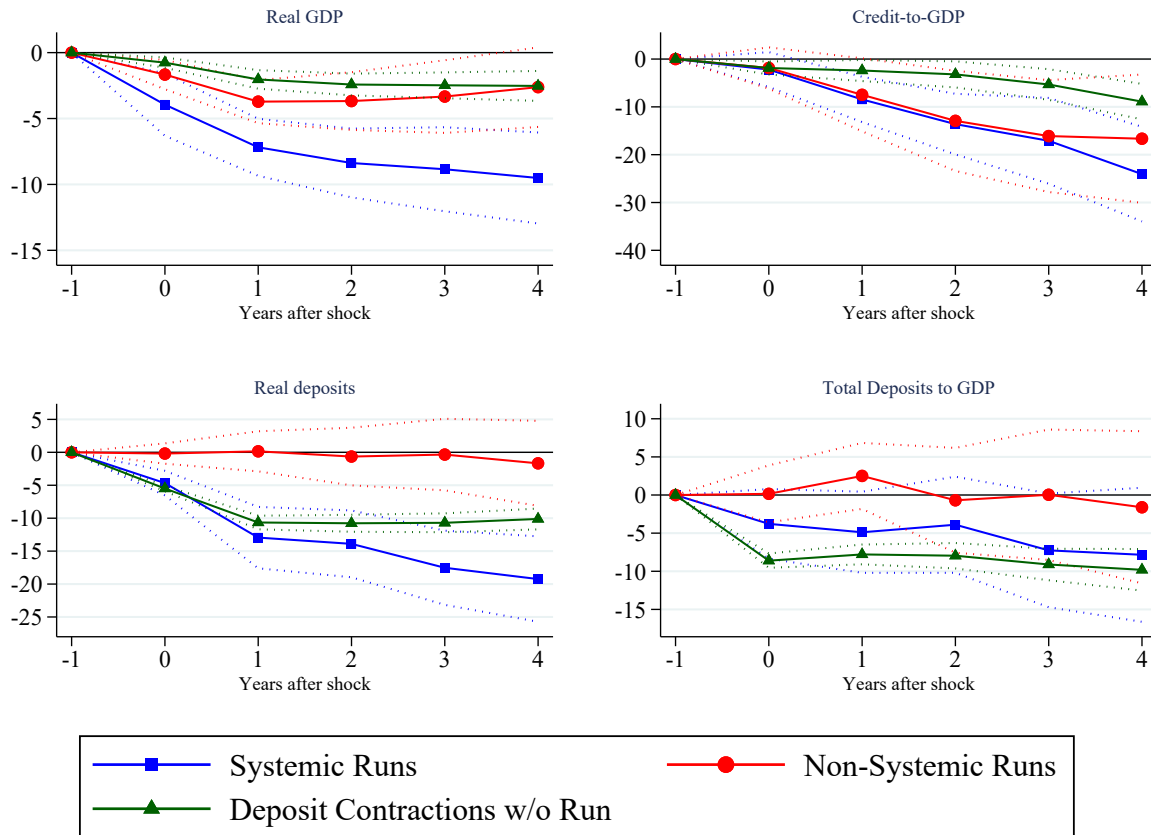 Real GDP
0
-5
-10
-15
-1 0 1 2 3 4
Years after shock
Credit-to-GDP
0
-10
-20
-30
-40
-1 0 1 2 3 4
Years after shock
Real deposits
5
0
-5
-10
-15
-20
-25
-1 0 1 2 3 4
Years after shock
Total Deposits to GDP
10
5
0
-5
-10
-15
-1 0 1 2 3 4
Years after shock
Systemic Runs
Non-Systemic Runs
Deposit Contractions w/o Run